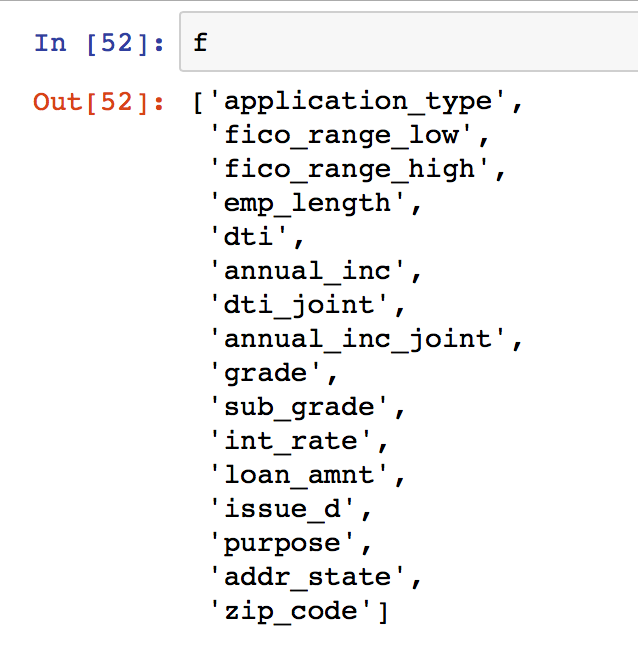 In [52]: f
Out[52]: ['application_type',
'fico_range_low',
'fico_range_high',
'emp_length',
'dti',
'annual_inc',
'dti_joint',
'annual_inc_joint',
'grade',
'sub_grade',
'int_rate',
'loan_amnt',
'issue_d',
'purpose',
'addr_state',
'zip_code']